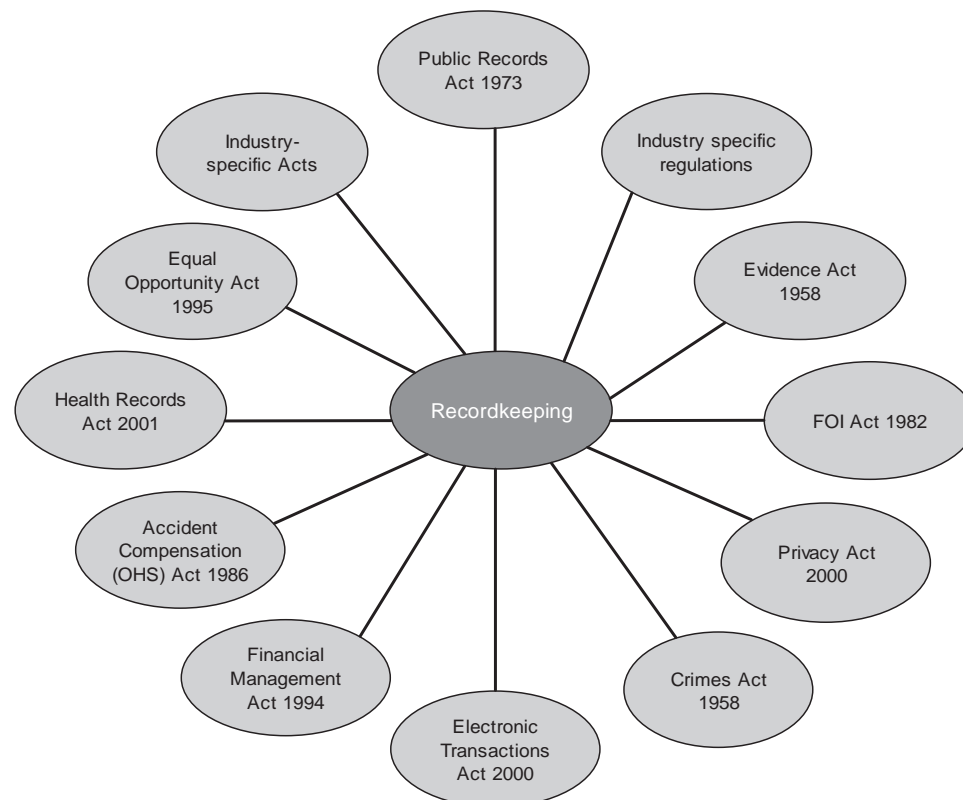 Public Records
Act 1973
Industry-
specific Acts
Industry specific
regulations
Equal
Opportunity Act
1995
Evidence Act
1958
Health Records
Act 2001
Recordkeeping
FOI Act 1982
Accident
Compensation
(OHS) Act 1986
Privacy Act
2000
Financial
Management
Act 1994
Crimes Act
1958
Electronic
Transactions
Act 2000